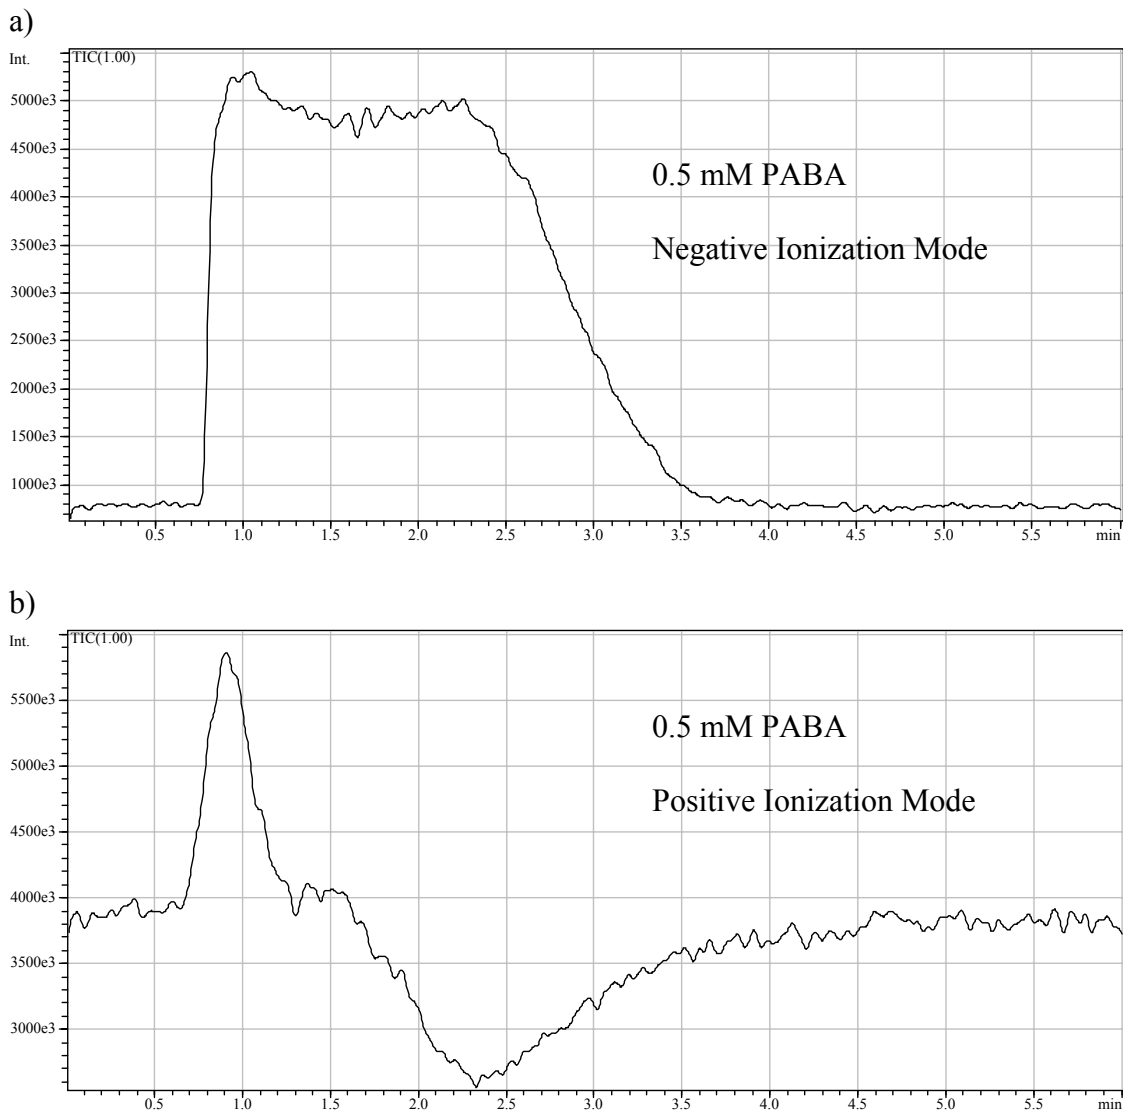 a)
Int.
TIC(1.00)
5000e3
4500e3
4000e3
3500e3
3000e3
2500e3
2000e3
1500e3
1000e3
0.5 mM PABA
Negative Ionization Mode
0.5 1.0 1.5 2.0 2.5 3.0 3.5 4.0 4.5 5.0 5.5 min
b)
Int.
TIC(1.00)
5500e3
5000e3
4500e3
4000e3
3500e3
3000e3
0.5 mM PABA
Positive Ionization Mode
0.5 1.0 1.5 2.0 2.5 3.0 3.5 4.0 4.5 5.0 5.5 min